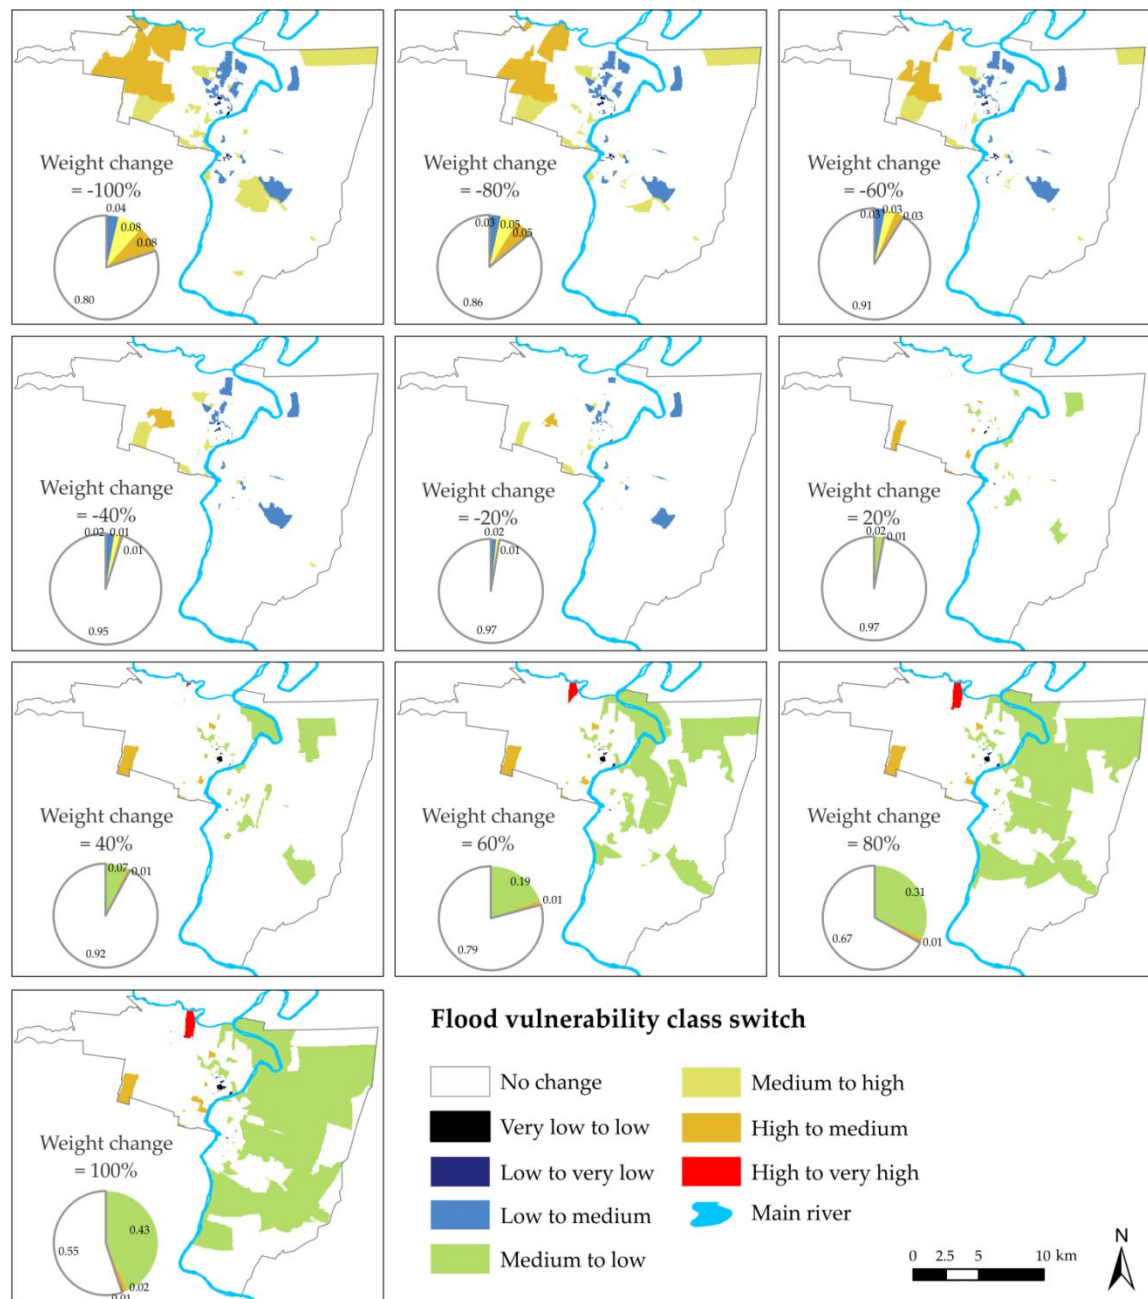 Weight change
= -100%
0.04
0.08
0.08
0.80
Weight change
= -80%
0.03
0.05
0.05
0.86
Weight change
= -60%
0.03
0.03
0.03
0.91
Weight change
= -40%
0.02
0.01
0.01
0.95
Weight change
= -20%
0.02
0.01
0.97
Weight change
= 20%
0.02
0.01
0.97
Weight change
= 40%
0.07
0.01
0.92
Weight change
= 60%
0.19
0.01
0.79
Weight change
= 80%
0.31
0.01
0.67
Weight change
= 100%
0.43
0.55
0.02
0.01
Flood vulnerability class switch
No change
Medium to high
Very low to low
High to medium
Low to very low
High to very high
Low to medium
Main river
Medium to low
0 2.5 5 10 km
N